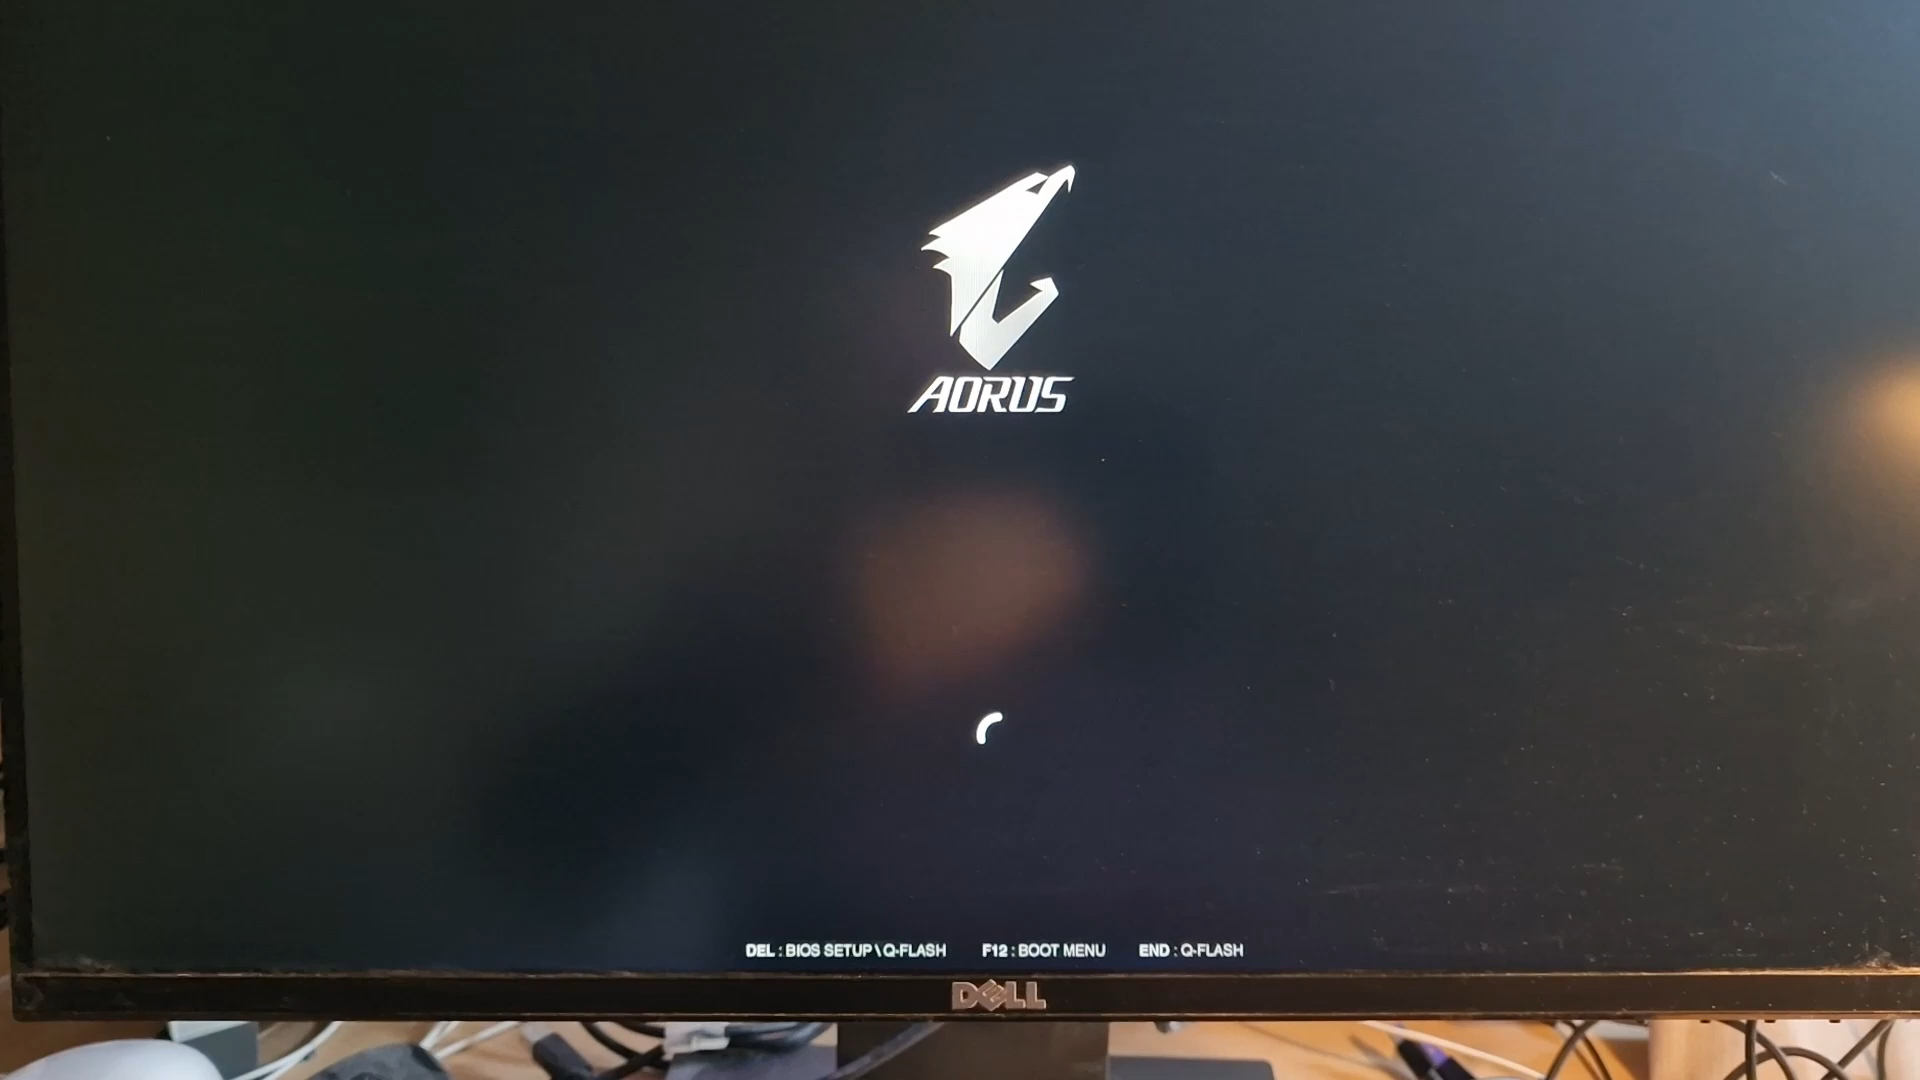 AORUS
DEL : BIOS SETUP \ Q-FLASH F12 : BOOT MENU END : Q-FLASH
DELL